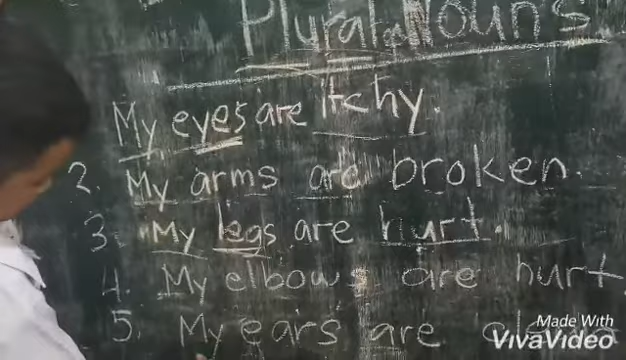 Plural Nouns
My eyes are itchy.
2. My arms are broken.
3. My legs are hurt.
4. My elbows are hurt
5. My ears are
Made With
VivaVideo